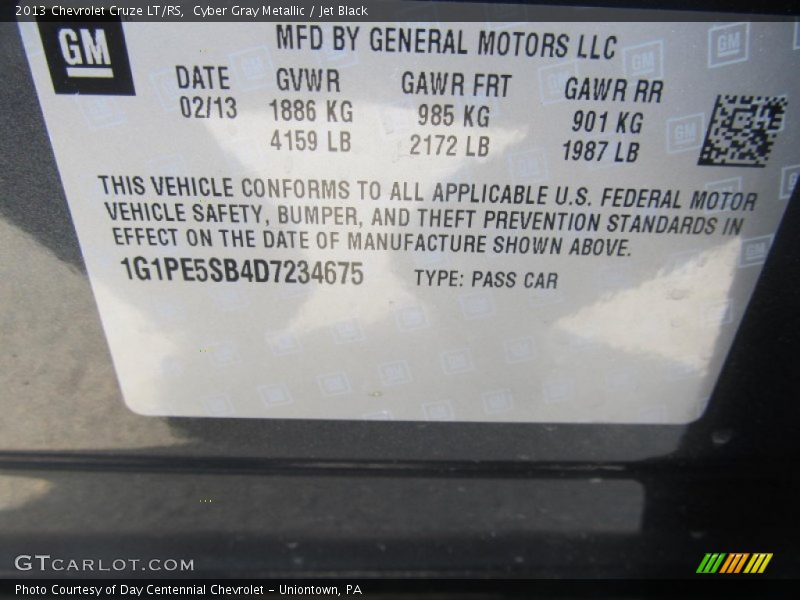 2013 Chevrolet Cruze LT/RS, Cyber Gray Metallic / Jet Black
GM
MFD BY GENERAL MOTORS LLC
DATE GVWR GAWR FRT GAWR RR
02/13 1886 KG 985 KG 901 KG
4159 LB 2172 LB 1987 LB
THIS VEHICLE CONFORMS TO ALL APPLICABLE U.S. FEDERAL MOTOR
VEHICLE SAFETY, BUMPER, AND THEFT PREVENTION STANDARDS IN
EFFECT ON THE DATE OF MANUFACTURE SHOWN ABOVE.
1G1PE5SB4D7234675 TYPE: PASS CAR
GTCARLOT.COM
Photo Courtesy of Day Centennial Chevrolet - Uniontown, PA